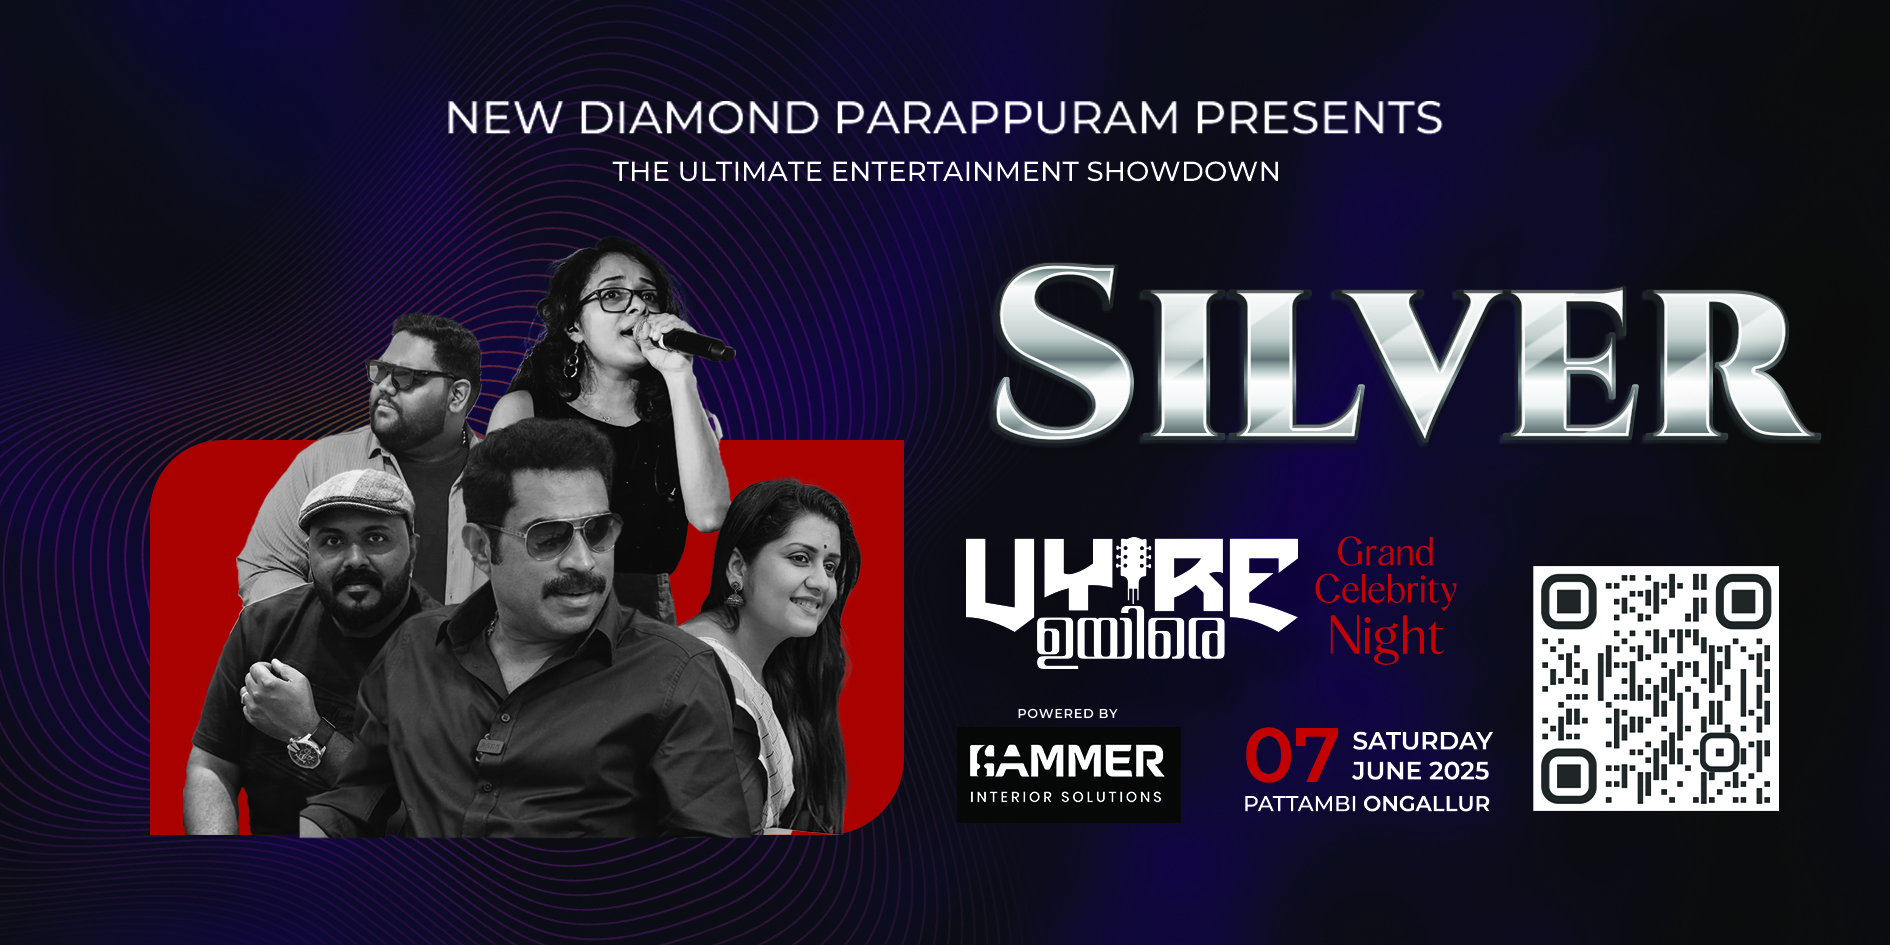 NEW DIAMOND PARAPPURAM PRESENTS
THE ULTIMATE ENTERTAINMENT SHOWDOWN
SILVER
UYIRE
ഉയിരെ
Grand
Celebrity
Night
POWERED BY
HAMMER
INTERIOR SOLUTIONS
07 SATURDAY
JUNE 2025
PATTAMBI ONGALLUR